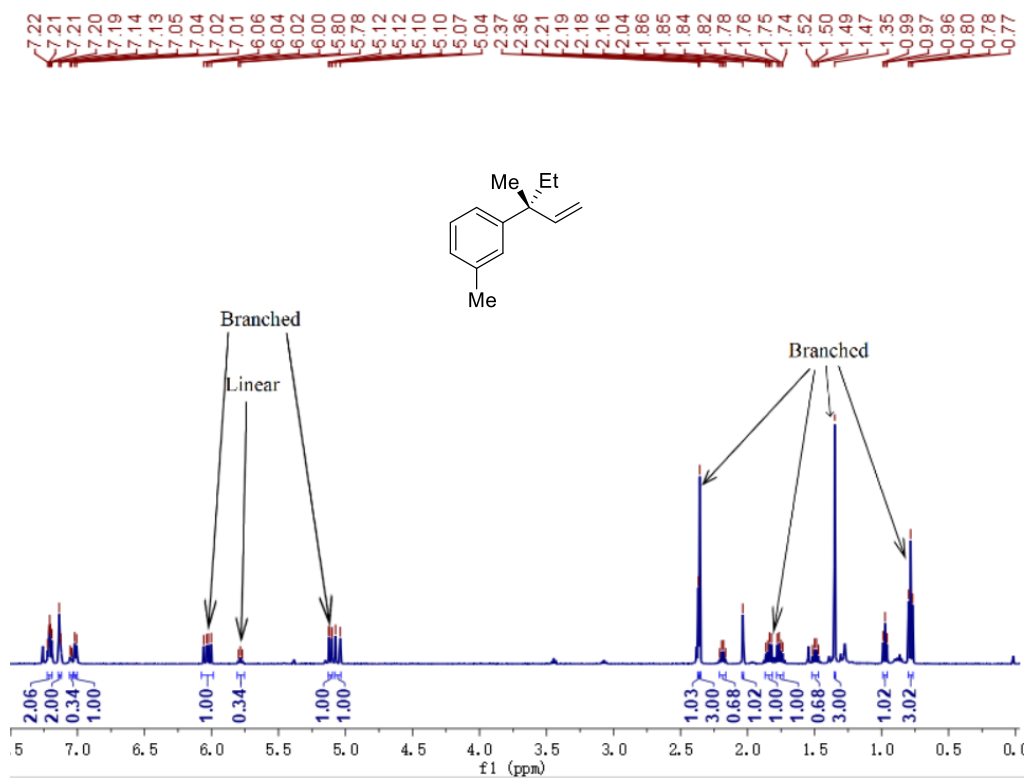 7.22 7.21 7.21 7.20 7.19 7.14 7.13 7.05 7.04 7.02 7.01 6.06 6.04 6.02 6.00 5.80 5.78 5.12 5.12 5.10 5.10 5.07 5.04 2.37 2.36 2.21 2.19 2.18 2.16 2.04 1.86 1.85 1.84 1.82 1.78 1.76 1.75 1.74 1.52 1.50 1.49 1.47 1.35 0.99 0.97 0.96 0.80 0.78 0.77
Me Et
Me
Branched
Branched
Linear
2.06 2.00 0.34 1.00 1.00 0.34 1.00 1.00 1.03 3.00 0.68 1.02 1.00 1.00 0.68 3.00 1.02 3.02
.5 7.0 6.5 6.0 5.5 5.0 4.5 4.0 3.5 3.0 2.5 2.0 1.5 1.0 0.5 0.0
f1 (ppm)